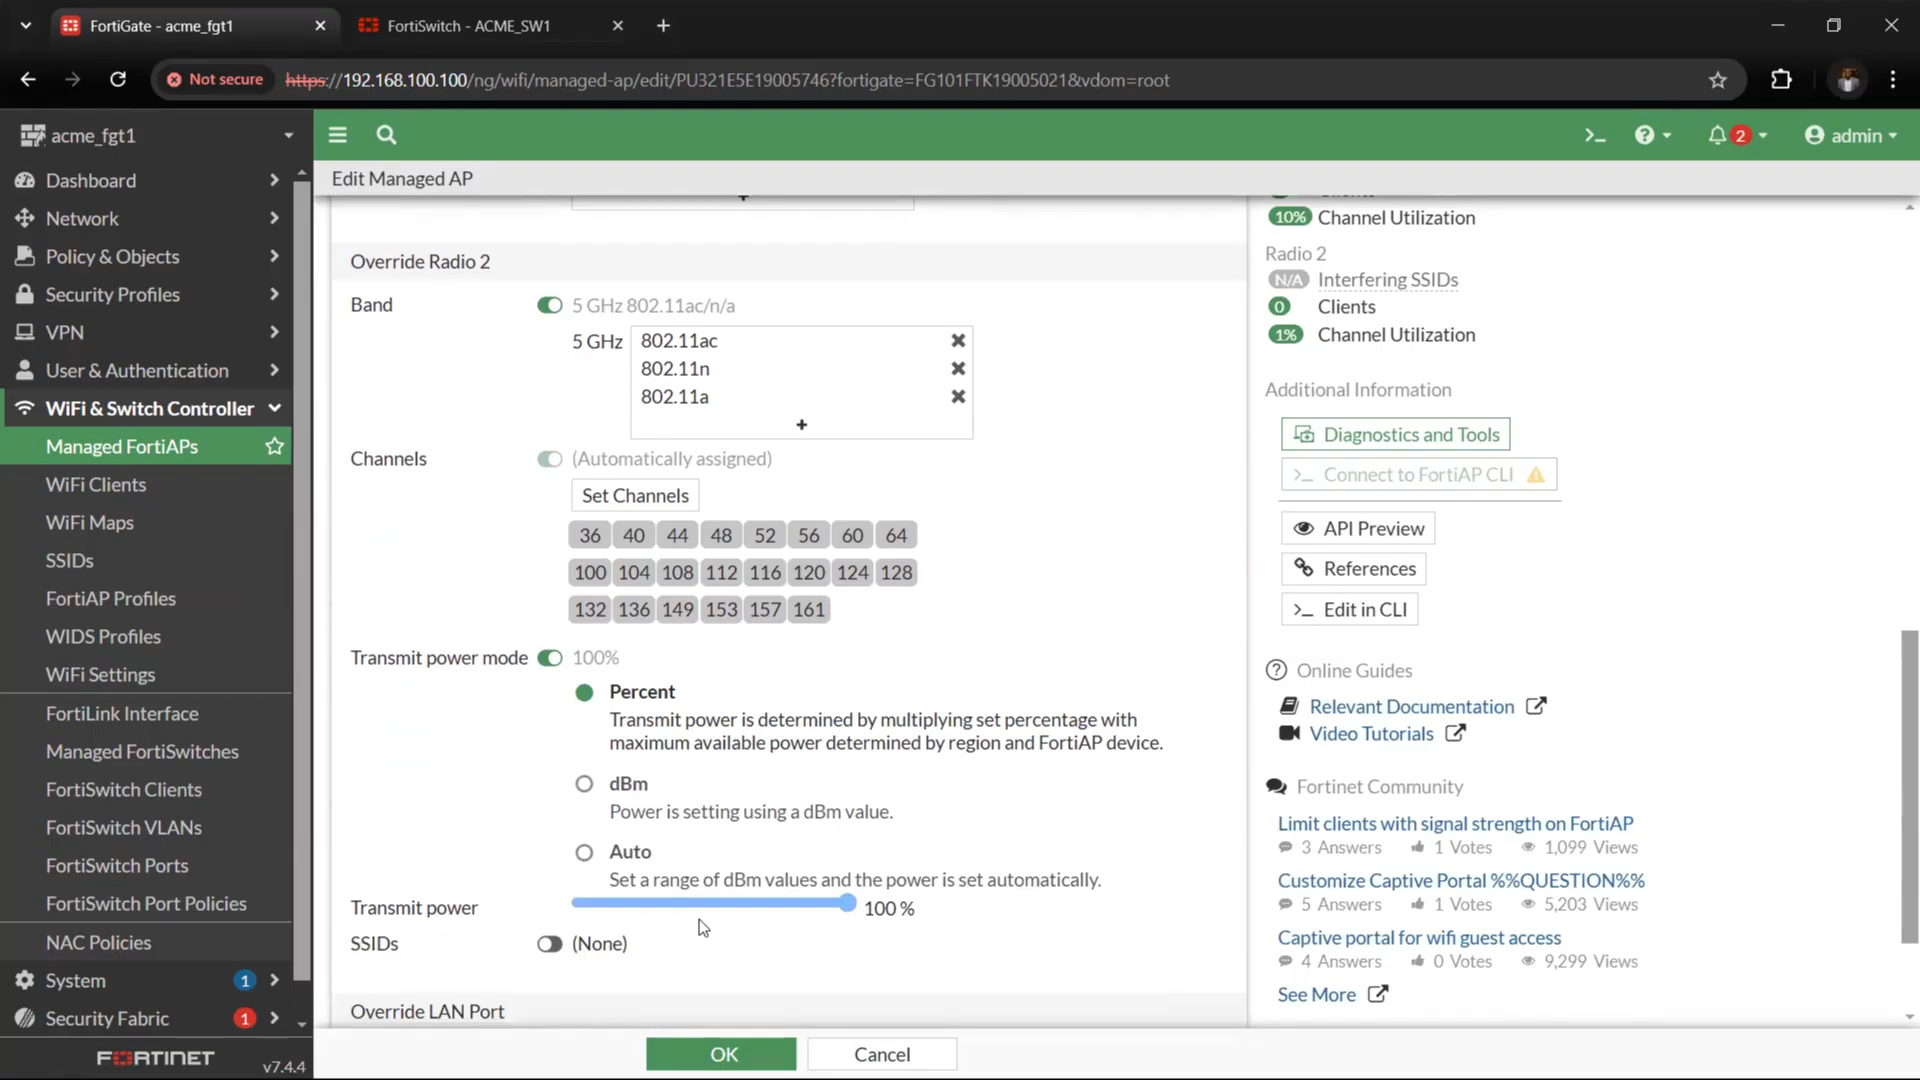 FortiGate - acme_fgt1
FortiSwitch - ACME_SW1
Not secure
https://192.168.100.100/ng/wifi/managed-ap/edit/PU321E5E19005746?fortigate=FG101FTK19005021&vdom=root
acme_fgt1
2
admin
Edit Managed AP
Dashboard
Network
Policy & Objects
Security Profiles
VPN
User & Authentication
WiFi & Switch Controller
Managed FortiAPs
WiFi Clients
WiFi Maps
SSIDs
FortiAP Profiles
WIDS Profiles
WiFi Settings
FortiLink Interface
Managed FortiSwitches
FortiSwitch Clients
FortiSwitch VLANs
FortiSwitch Ports
FortiSwitch Port Policies
NAC Policies
System 1
Security Fabric 1
FORTINET v7.4.4
Override Radio 2
Band 5 GHz 802.11ac/n/a
5 GHz 802.11ac
802.11n
802.11a
Channels (Automatically assigned)
Set Channels
36 40 44 48 52 56 60 64
100 104 108 112 116 120 124 128
132 136 149 153 157 161
Transmit power mode 100%
Percent
Transmit power is determined by multiplying set percentage with
maximum available power determined by region and FortiAP device.
dBm
Power is setting using a dBm value.
Auto
Set a range of dBm values and the power is set automatically.
Transmit power 100 %
SSIDs (None)
Override LAN Port
OK
Cancel
10% Channel Utilization
Radio 2
N/A Interfering SSIDs
0 Clients
1% Channel Utilization
Additional Information
Diagnostics and Tools
Connect to FortiAP CLI
API Preview
References
Edit in CLI
Online Guides
Relevant Documentation
Video Tutorials
Fortinet Community
Limit clients with signal strength on FortiAP
3 Answers 1 Votes 1,099 Views
Customize Captive Portal %%QUESTION%%
5 Answers 1 Votes 5,203 Views
Captive portal for wifi guest access
4 Answers 0 Votes 9,299 Views
See More